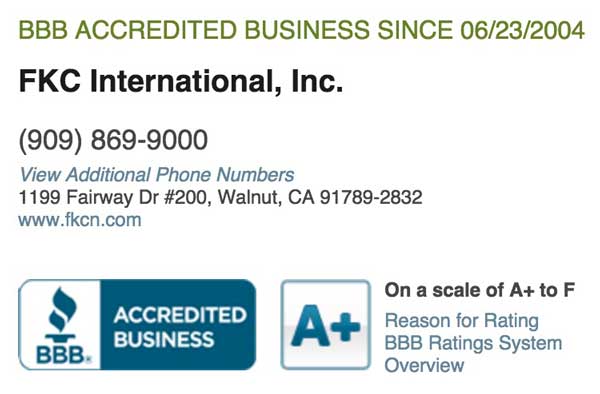 BBB ACCREDITED BUSINESS SINCE 06/23/2004
FKC International, Inc.
(909) 869-9000
View Additional Phone Numbers
1199 Fairway Dr #200, Walnut, CA 91789-2832
www.fkcn.com
BBB®
ACCREDITED
BUSINESS
A+
On a scale of A+ to F
Reason for Rating
BBB Ratings System
Overview